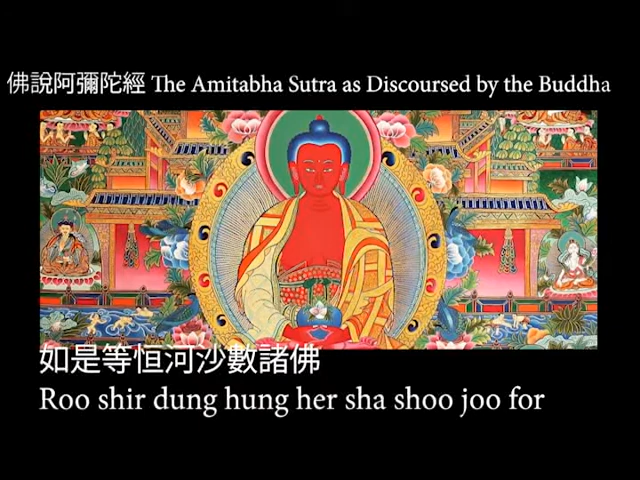 佛說阿彌陀經 The Amitabha Sutra as Discoursed by the Buddha
如是等恒河沙數諸佛
Roo shir dung hung her sha shoo joo for